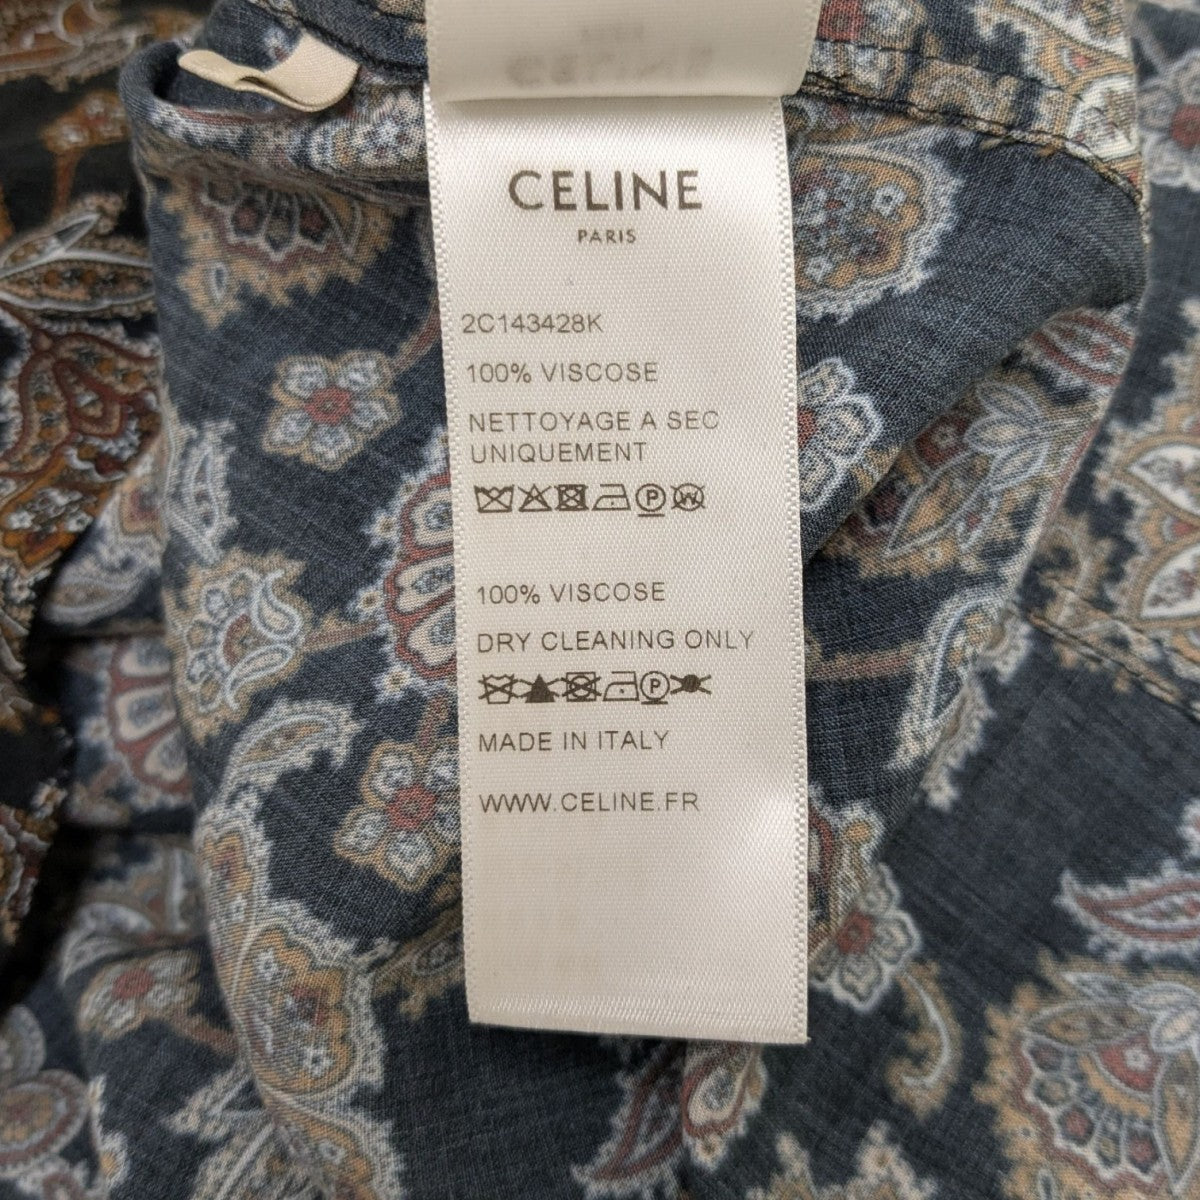 CELINE
PARIS
2C143428K
100% VISCOSE
NETTOYAGE A SEC
UNIQUEMENT
100% VISCOSE
DRY CLEANING ONLY
MADE IN ITALY
WWW.CELINE.FR